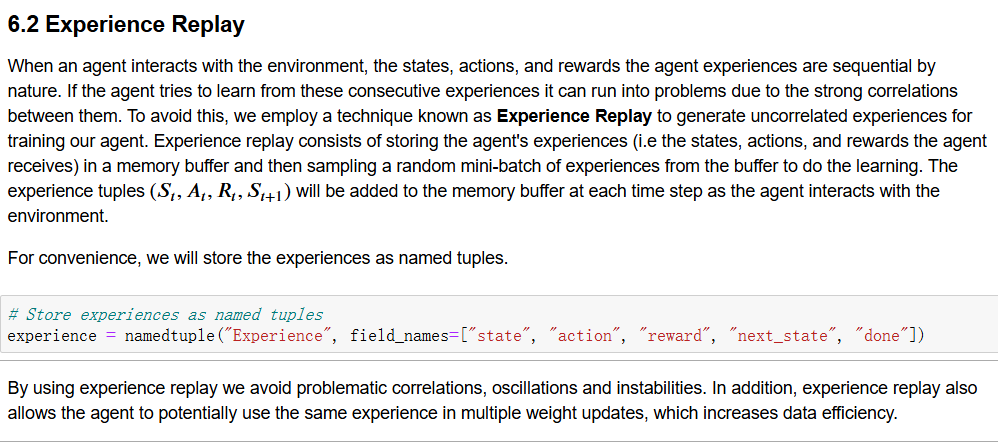 6.2 Experience Replay
When an agent interacts with the environment, the states, actions, and rewards the agent experiences are sequential by
nature. If the agent tries to learn from these consecutive experiences it can run into problems due to the strong correlations
between them. To avoid this, we employ a technique known as Experience Replay to generate uncorrelated experiences for
training our agent. Experience replay consists of storing the agent's experiences (i.e the states, actions, and rewards the agent
receives) in a memory buffer and then sampling a random mini-batch of experiences from the buffer to do the learning. The
experience tuples (S_t, A_t, R_t, S_{t+1}) will be added to the memory buffer at each time step as the agent interacts with the
environment.
For convenience, we will store the experiences as named tuples.
# Store experiences as named tuples
experience = namedtuple("Experience", field_names=["state", "action", "reward", "next_state", "done"])
By using experience replay we avoid problematic correlations, oscillations and instabilities. In addition, experience replay also
allows the agent to potentially use the same experience in multiple weight updates, which increases data efficiency.